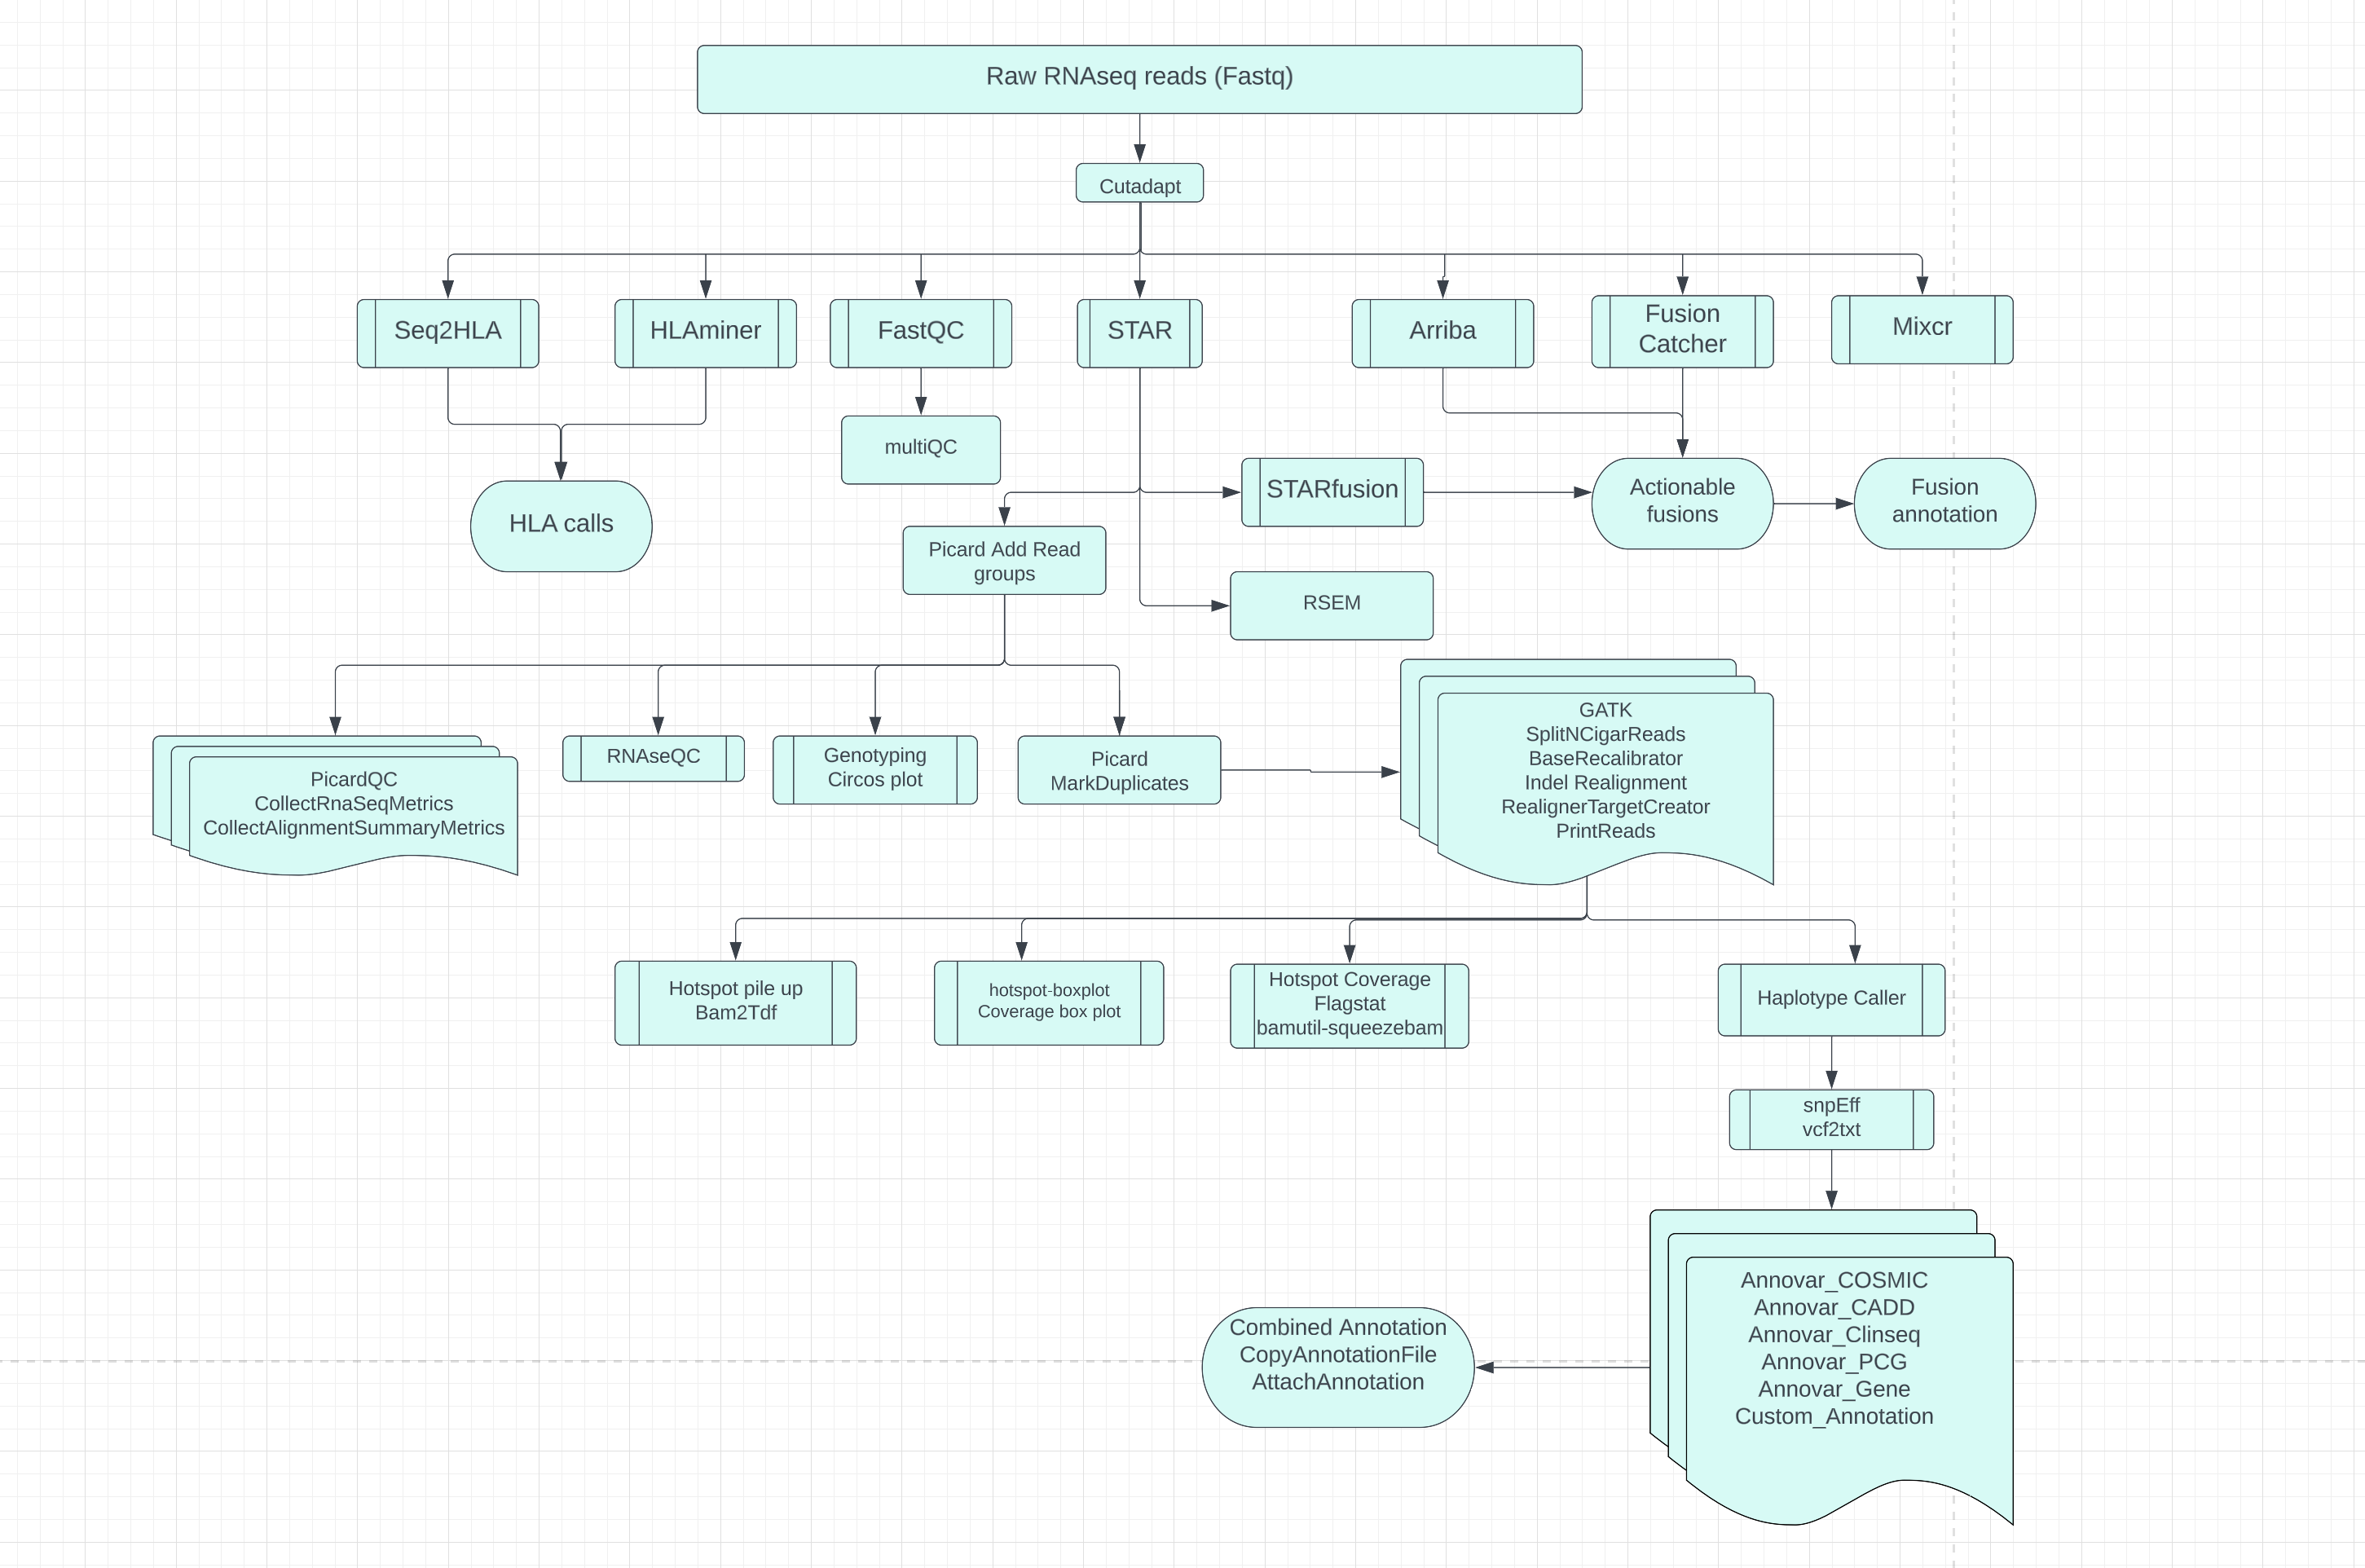 Raw RNAseq reads (Fastq)
Cutadapt
Seq2HLA
HLAminer
FastQC
STAR
Arriba
Fusion
Catcher
Mixcr
multiQC
HLA calls
STARfusion
Actionable
fusions
Fusion
annotation
Picard Add Read
groups
RSEM
PicardQC
CollectRnaSeqMetrics
CollectAlignmentSummaryMetrics
RNAseQC
Genotyping
Circos plot
Picard
MarkDuplicates
GATK
SplitNCigarReads
BaseRecalibrator
Indel Realignment
RealignerTargetCreator
PrintReads
Hotspot pile up
Bam2Tdf
hotspot-boxplot
Coverage box plot
Hotspot Coverage
Flagstat
bamutil-squeezebam
Haplotype Caller
snpEff
vcf2txt
Annovar_COSMIC
Annovar_CADD
Annovar_Clinseq
Annovar_PCG
Annovar_Gene
Custom_Annotation
Combined Annotation
CopyAnnotationFile
AttachAnnotation